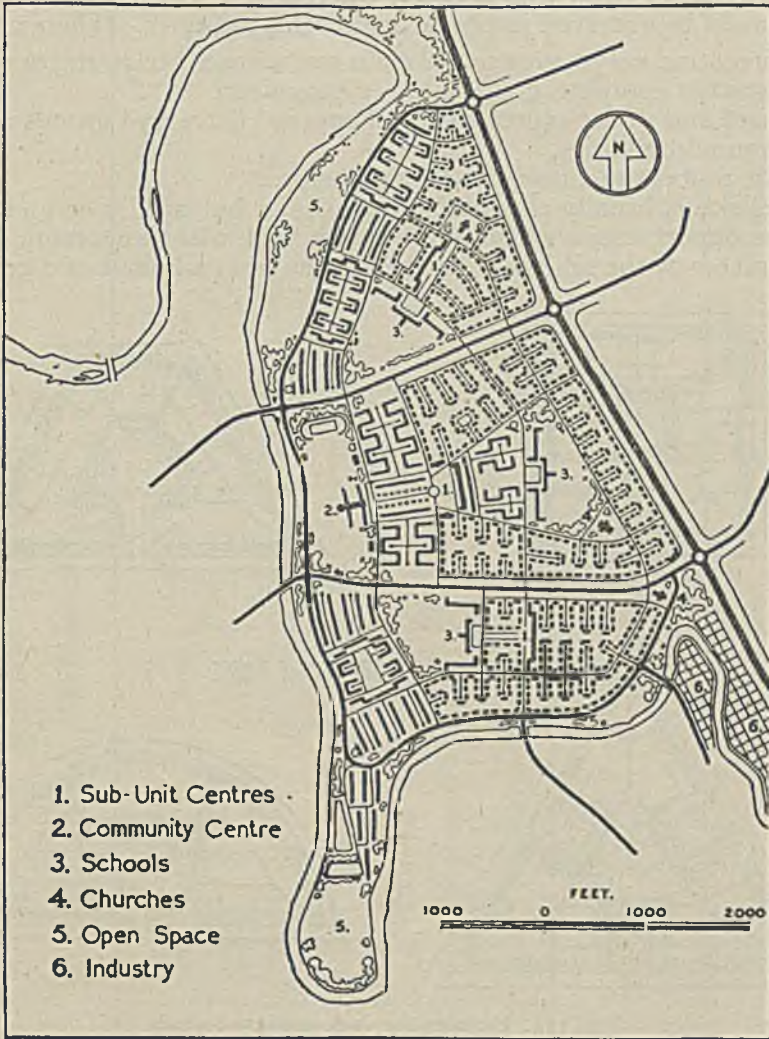 N
5.
3.
3.
1.
2.
3.
6.
6.
1. Sub-Unit Centres
2. Community Centre
3. Schools
4. Churches
5. Open Space
6. Industry
FEET.
1000 0 1000 2000
5.